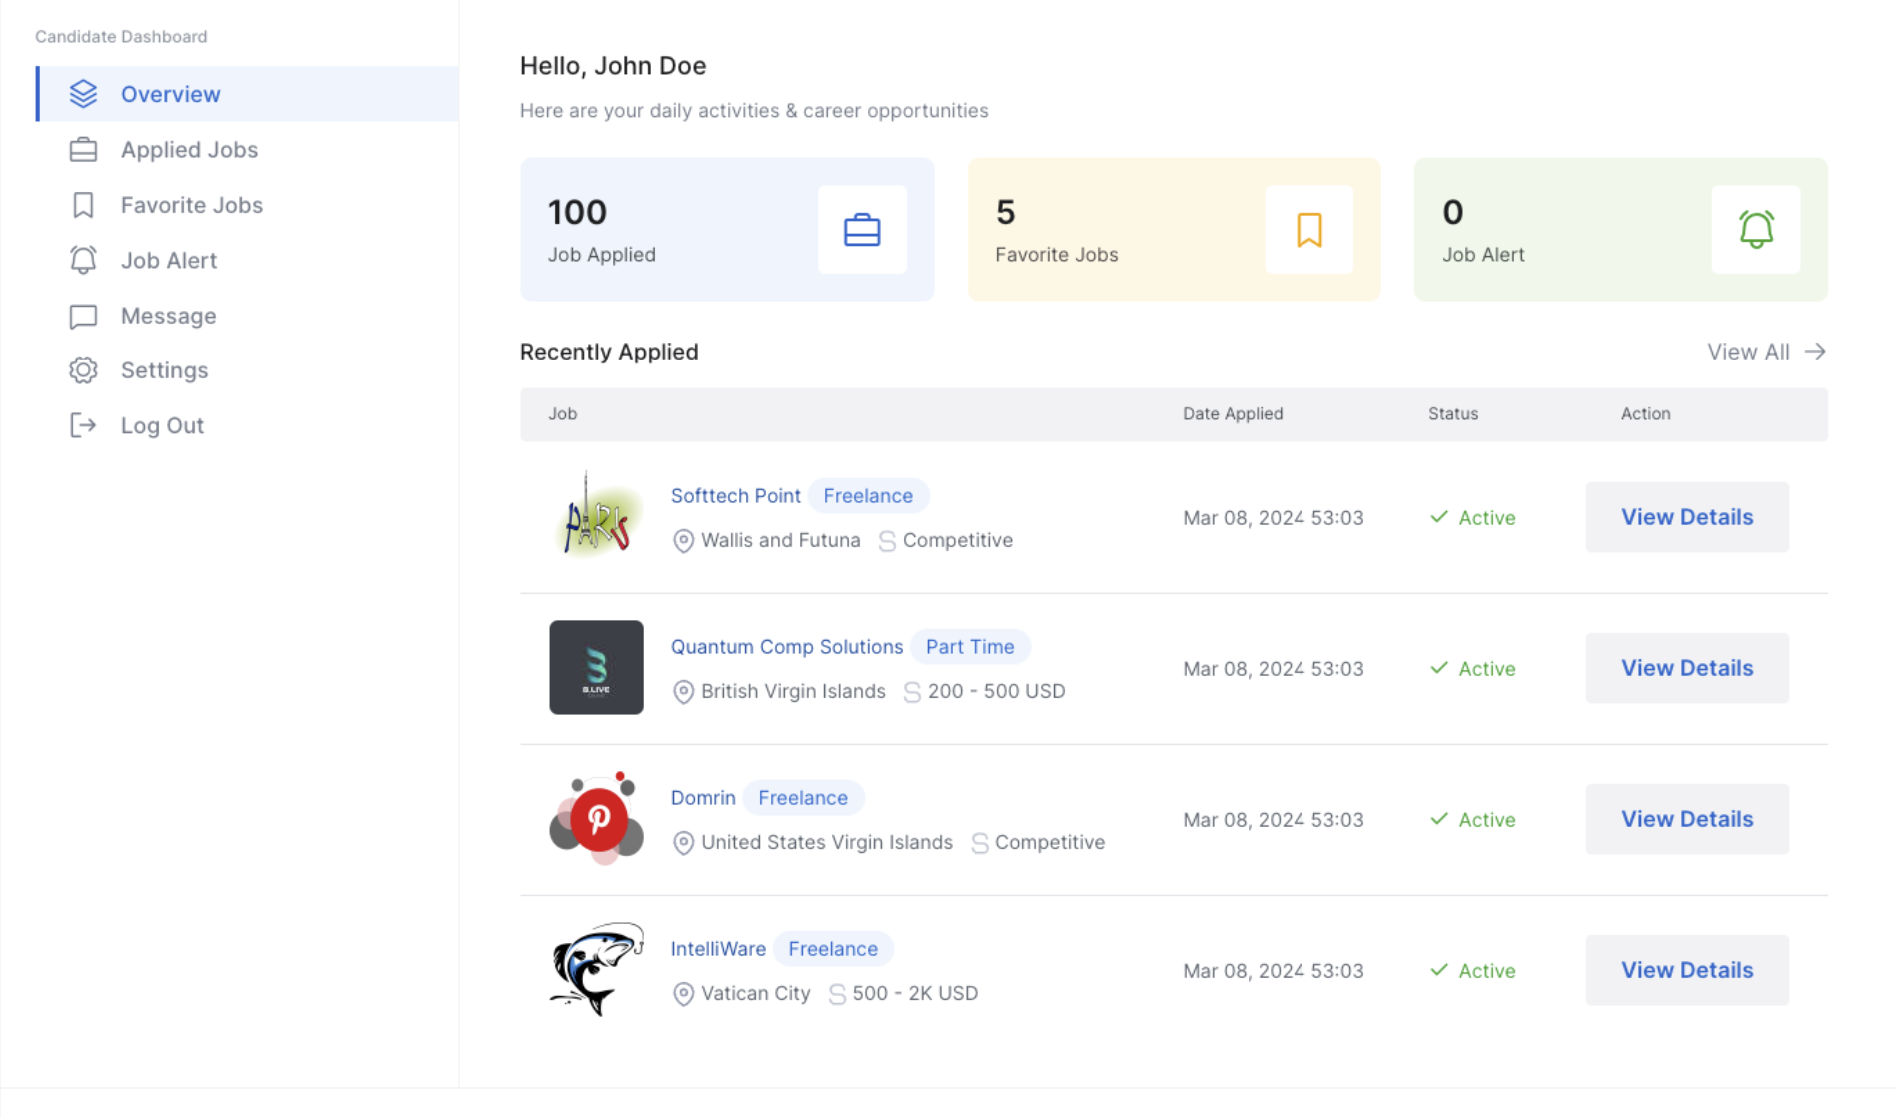 Candidate Dashboard
Overview
Applied Jobs
Favorite Jobs
Job Alert
Message
Settings
Log Out
Hello, John Doe
Here are your daily activities & career opportunities
100
Job Applied
5
Favorite Jobs
0
Job Alert
Recently Applied
View All
Job Date Applied Status Action
PARIS
Softtech Point Freelance
Wallis and Futuna Competitive
Mar 08, 2024 53:03 Active View Details
B.LIVE
Quantum Comp Solutions Part Time
British Virgin Islands 200 - 500 USD
Mar 08, 2024 53:03 Active View Details
Domrin Freelance
United States Virgin Islands Competitive
Mar 08, 2024 53:03 Active View Details
IntelliWare Freelance
Vatican City 500 - 2K USD
Mar 08, 2024 53:03 Active View Details